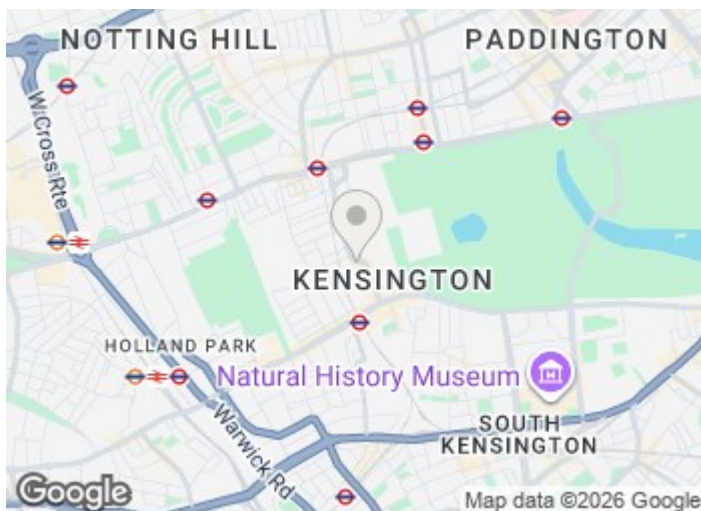 NOTTING HILL
PADDINGTON
W Cross Rte
KENSINGTON
HOLLAND PARK
Natural History Museum
Warwick Rd
SOUTH
KENSINGTON
Google
Map data ©2026 Google